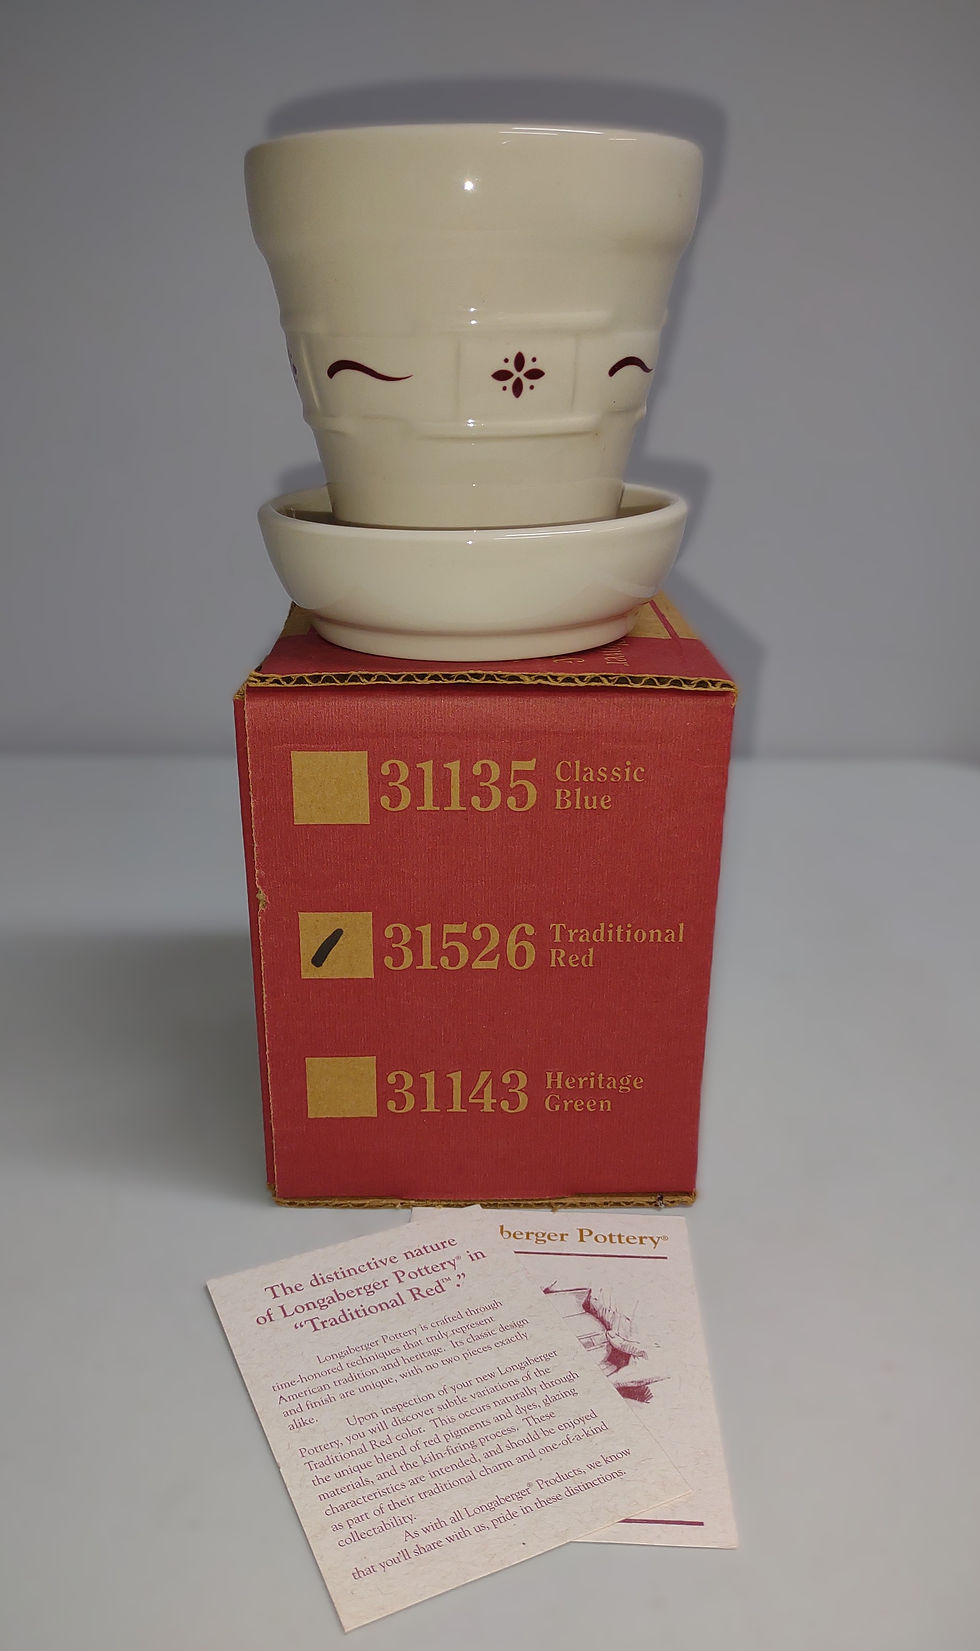 31135 Classic
Blue
31526 Traditional
Red
31143 Heritage
Green
berger Pottery®
The distinctive nature
of Longaberger Pottery® in
"Traditional Red™."
Longaberger Pottery is crafted through
time-honored techniques that truly represent
American tradition and heritage. Its classic design
and finish are unique, with no two pieces exactly
alike.
Upon inspection of your new Longaberger
Pottery, you will discover subtle variations of the
Traditional Red color. This occurs naturally through
the unique blend of red pigments and dyes, glazing
materials, and the kiln-firing process. These
characteristics are intended, and should be enjoyed
as part of their traditional charm and one-of-a-kind
collectability.
As with all Longaberger® Products, we know
that you'll share with us, pride in these distinctions.